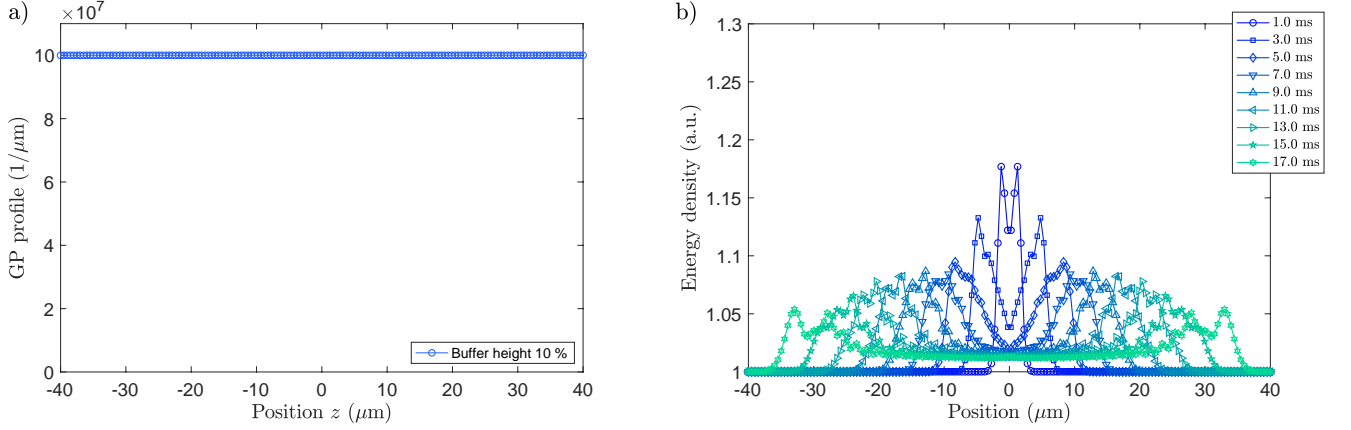 a)
×10⁷
GP profile (1/μm)
10
8
6
4
2
0
-40 -30 -20 -10 0 10 20 30 40
Position z (μm)
Buffer height 10 %
b)
Energy density (a.u.)
1.3
1.25
1.2
1.15
1.1
1.05
1
-40 -30 -20 -10 0 10 20 30 40
Position (μm)
1.0 ms
3.0 ms
5.0 ms
7.0 ms
9.0 ms
11.0 ms
13.0 ms
15.0 ms
17.0 ms